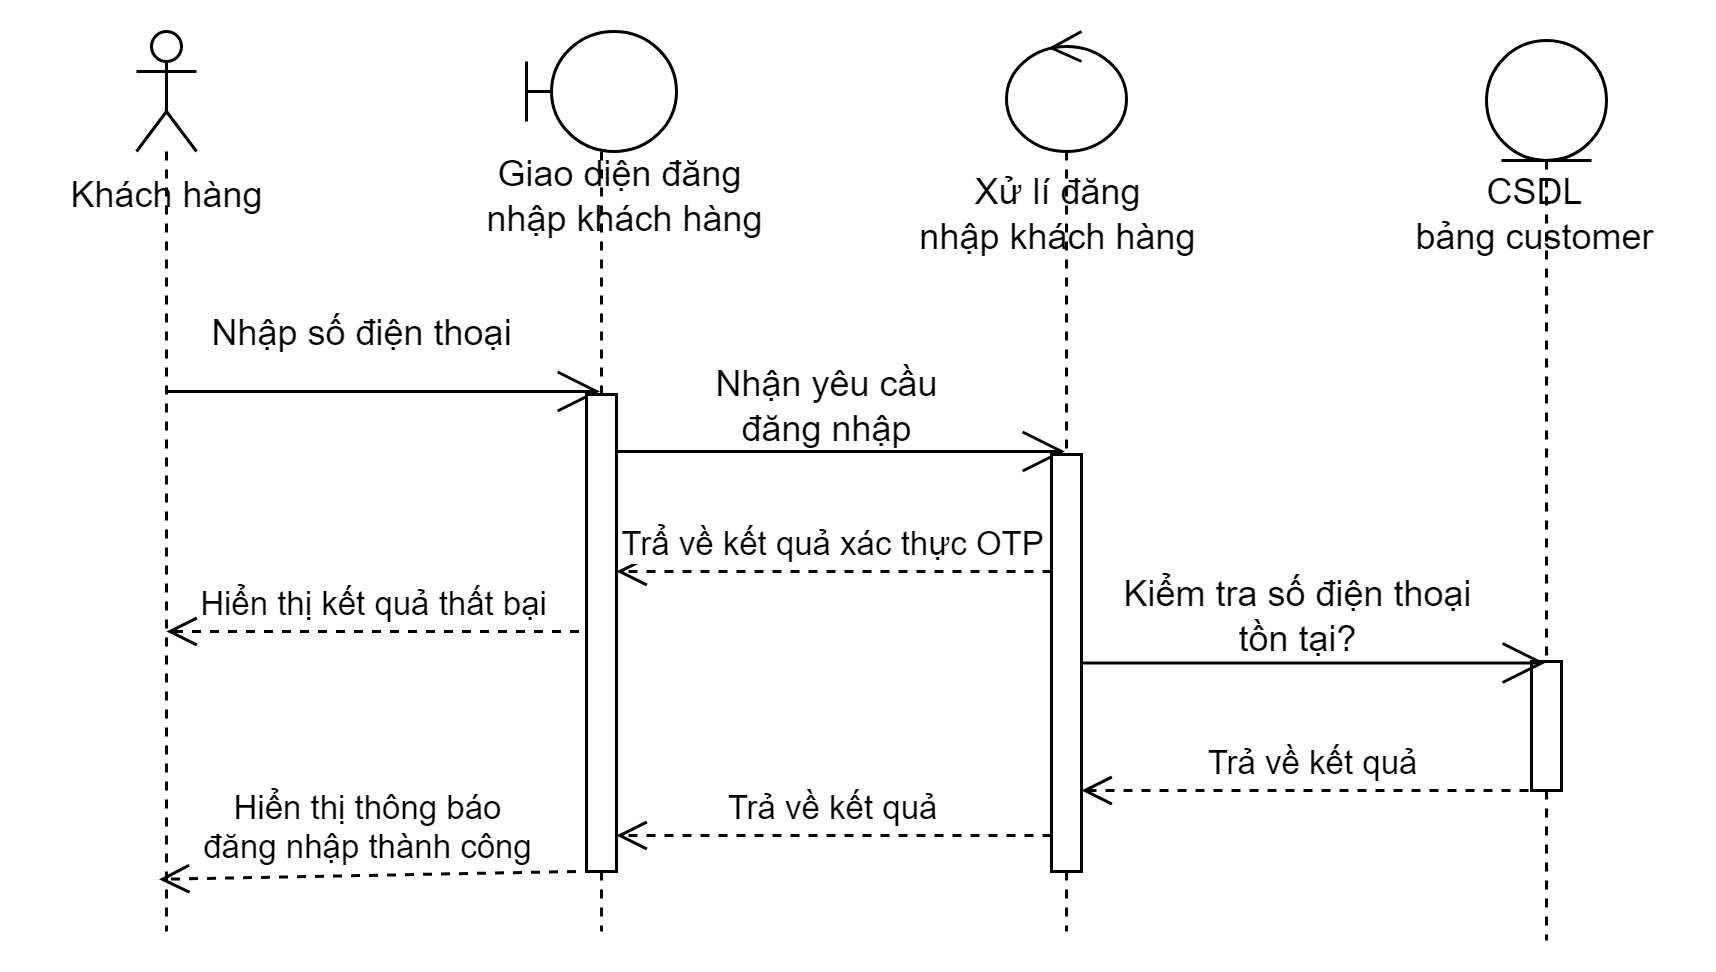 Khách hàng
Giao diện đăng
nhập khách hàng
Xử lí đăng
nhập khách hàng
CSDL
bảng customer
Nhập số điện thoại
Nhận yêu cầu
đăng nhập
Trả về kết quả xác thực OTP
Hiển thị kết quả thất bại
Kiểm tra số điện thoại
tồn tại?
Trả về kết quả
Trả về kết quả
Hiển thị thông báo
đăng nhập thành công